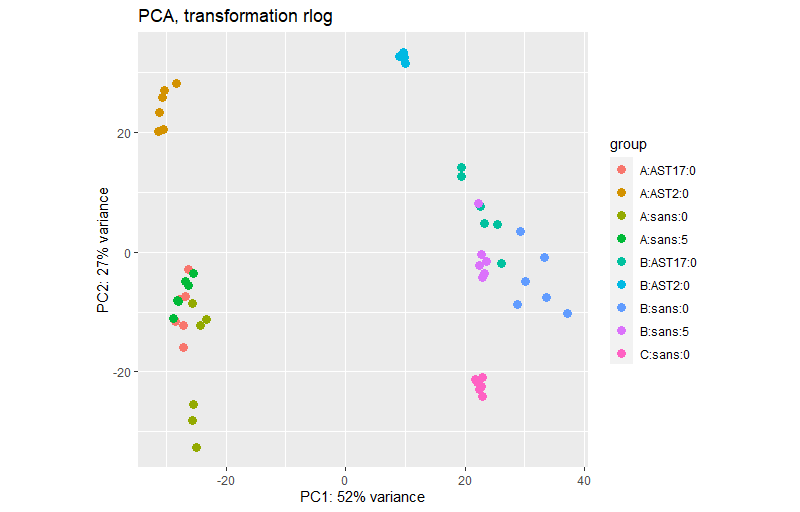 PCA, transformation rlog
20
0
-20
PC2: 27% variance
-20
0
20
40
PC1: 52% variance
group
A:AST17:0
A:AST2:0
A:sans:0
A:sans:5
B:AST17:0
B:AST2:0
B:sans:0
B:sans:5
C:sans:0